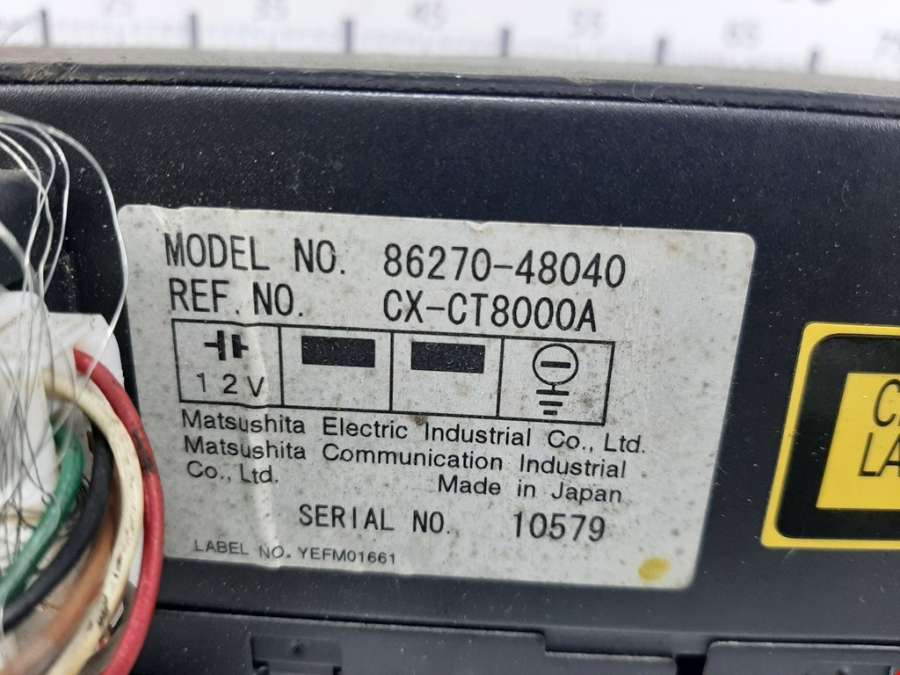 MODEL NO. 86270-48040
REF. NO. CX-CT8000A
12V
Matsushita Electric Industrial Co., Ltd.
Matsushita Communication Industrial
Co., Ltd. Made in Japan
SERIAL NO. 10579
LABEL NO. YEFM01661